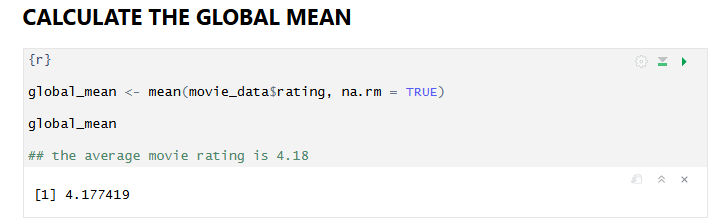 CALCULATE THE GLOBAL MEAN
{r}
global_mean <- mean(movie_data$rating, na.rm = TRUE)
global_mean
## the average movie rating is 4.18
[1] 4.177419